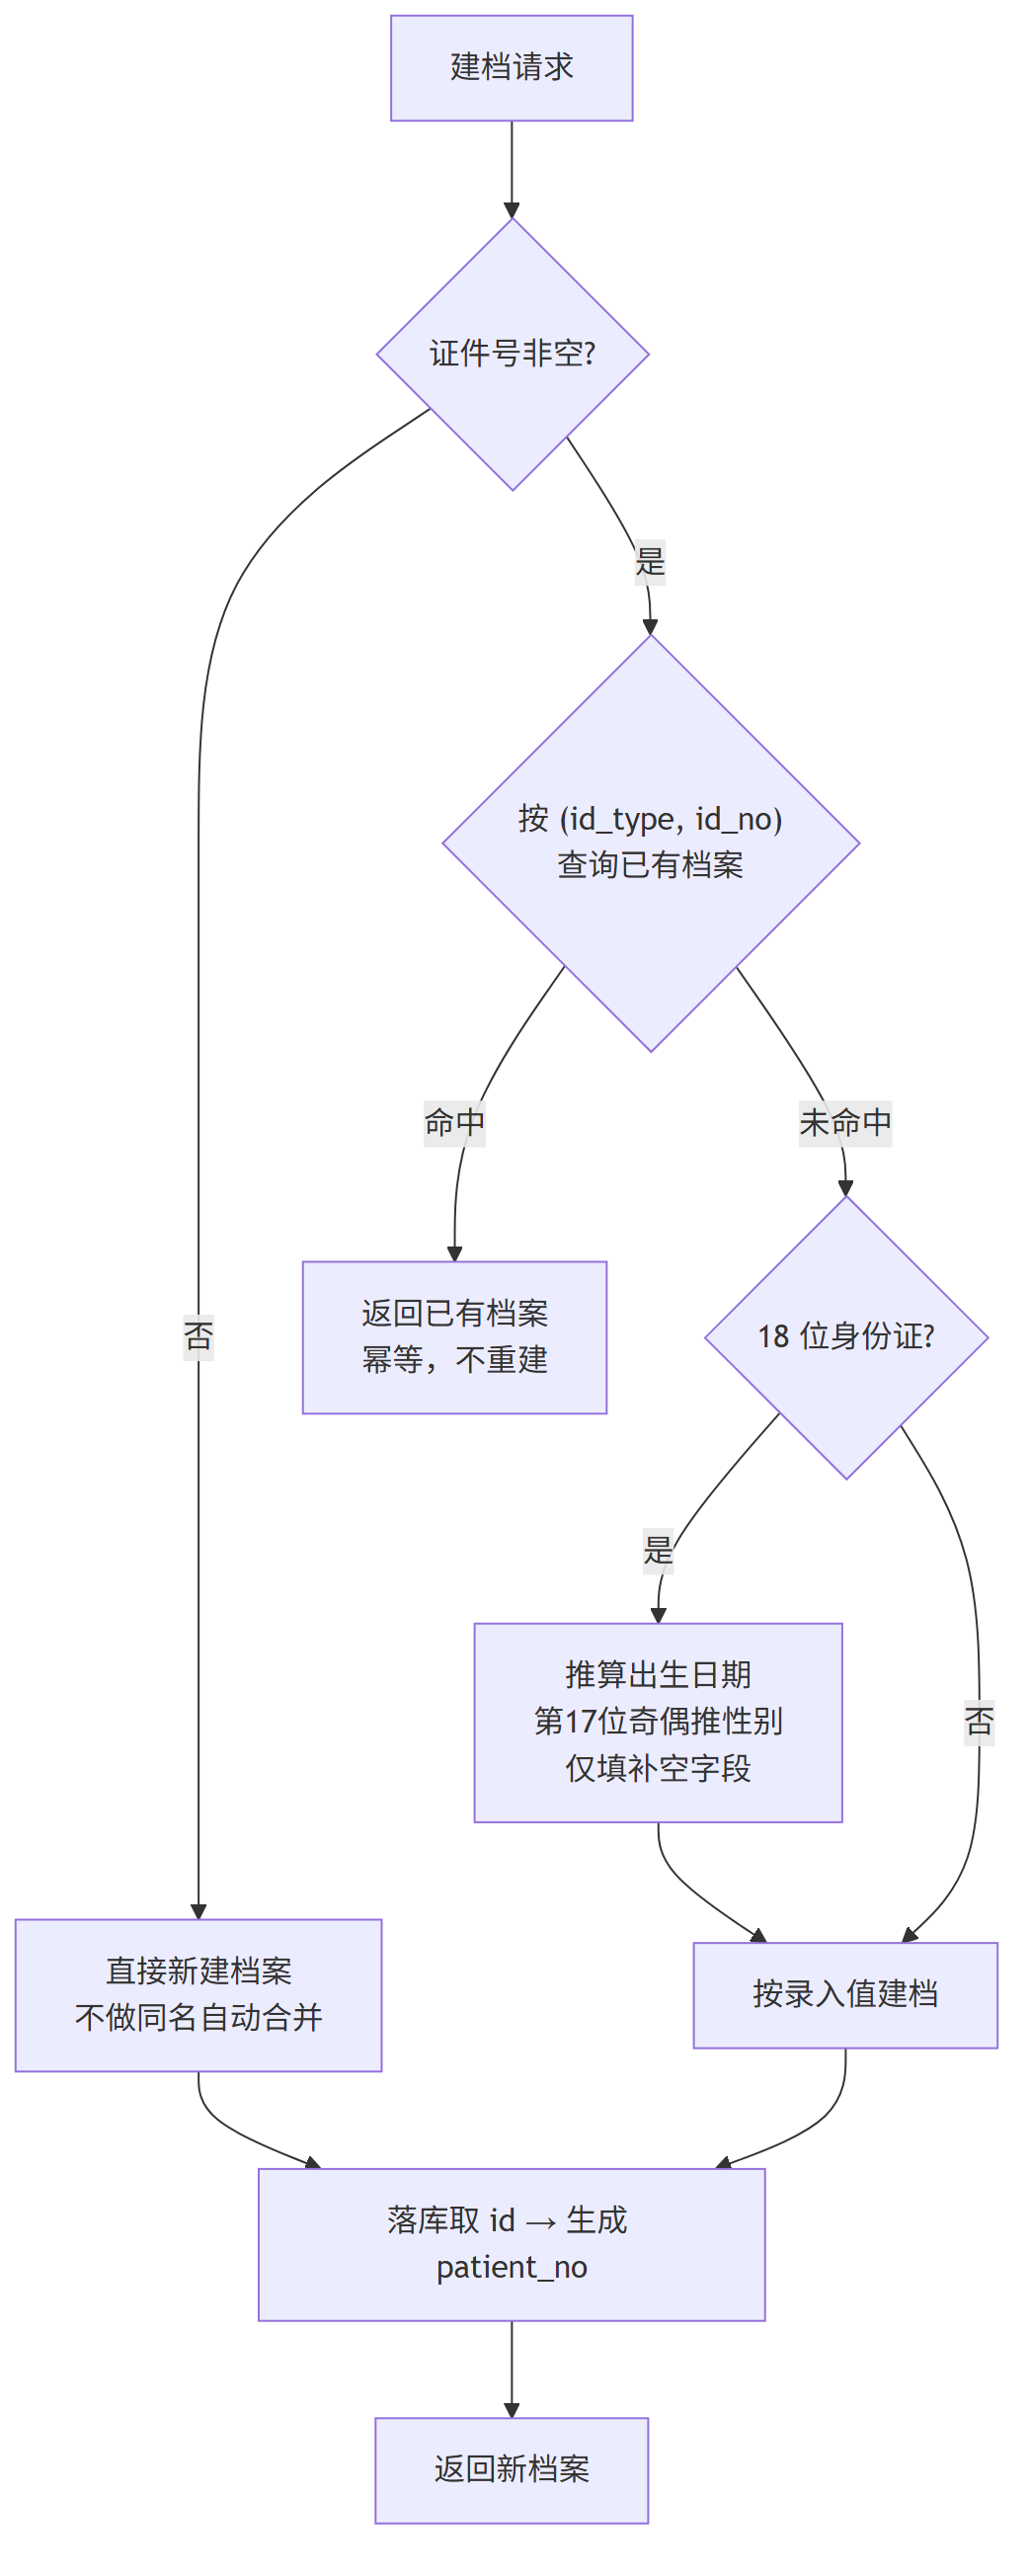 建档请求
证件号非空?
是
按 (id_type, id_no)
查询已有档案
命中
未命中
返回已有档案
幂等，不重建
否
18 位身份证?
是
推算出生日期
第17位奇偶推性别
仅填补空字段
否
直接新建档案
不做同名自动合并
按录入值建档
落库取 id → 生成
patient_no
返回新档案